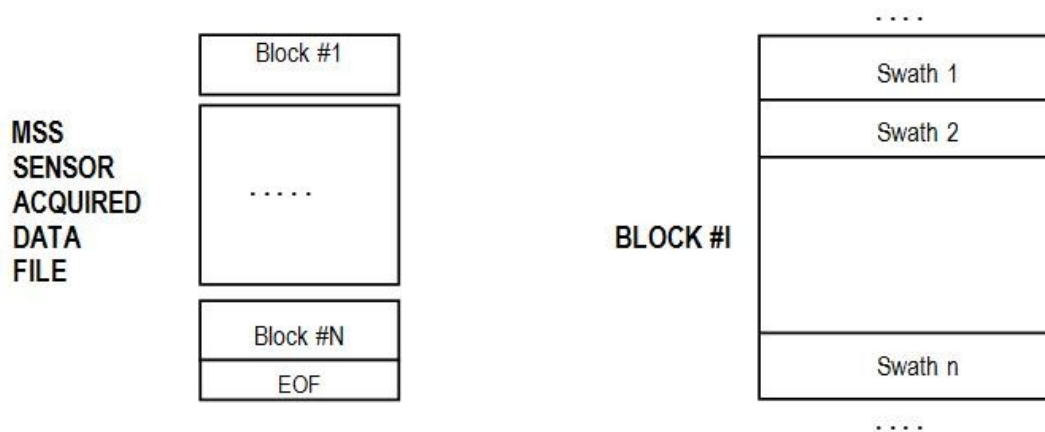 MSS
SENSOR
ACQUIRED
DATA
FILE
Block #1
.....
Block #N
EOF
BLOCK #I
....
Swath 1
Swath 2
Swath n
....